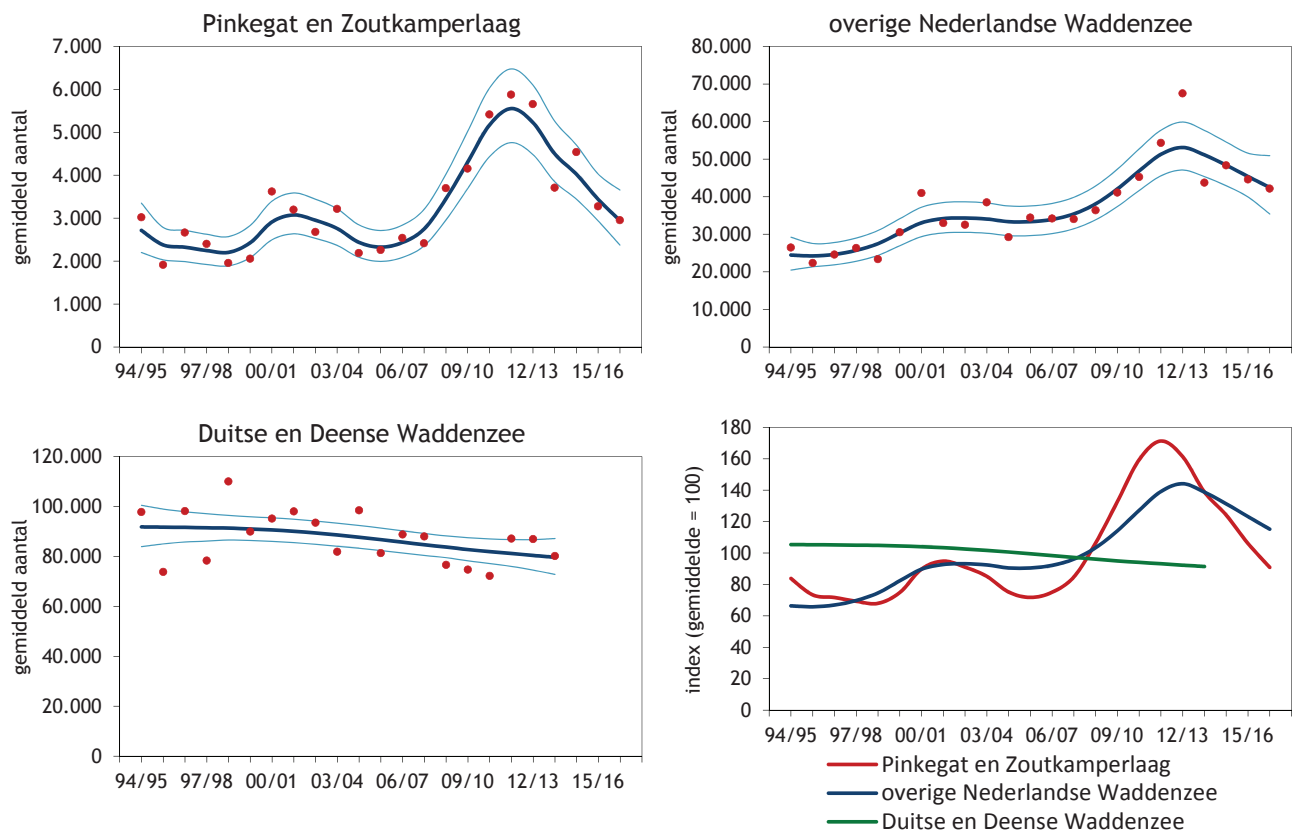 Pinkegat en Zoutkamperlaag
7.000
6.000
5.000
4.000
3.000
2.000
1.000
0
gemiddeld aantal
94/95 97/98 00/01 03/04 06/07 09/10 12/13 15/16
overige Nederlandse Waddenzee
80.000
70.000
60.000
50.000
40.000
30.000
20.000
10.000
0
gemiddeld aantal
94/95 97/98 00/01 03/04 06/07 09/10 12/13 15/16
Duitse en Deense Waddenzee
120.000
100.000
80.000
60.000
40.000
20.000
0
gemiddeld aantal
94/95 97/98 00/01 03/04 06/07 09/10 12/13 15/16
180
160
140
120
100
80
60
40
20
0
index (gemiddelde = 100)
94/95 97/98 00/01 03/04 06/07 09/10 12/13 15/16
Pinkegat en Zoutkamperlaag
overige Nederlandse Waddenzee
Duitse en Deense Waddenzee